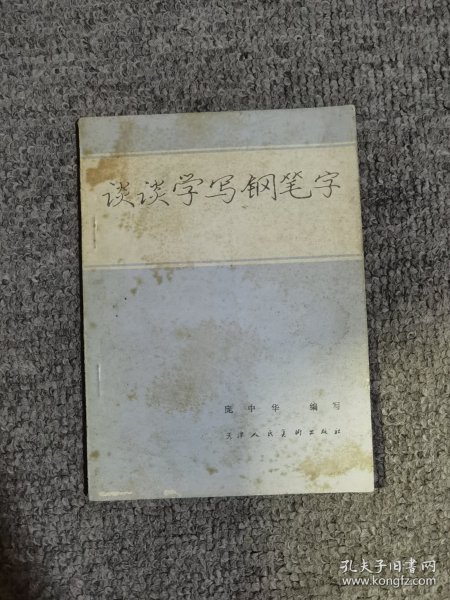 谈谈学写钢笔字
庞中华 编写
天津人民美术出版社
孔夫子旧书网
www.kongfz.com